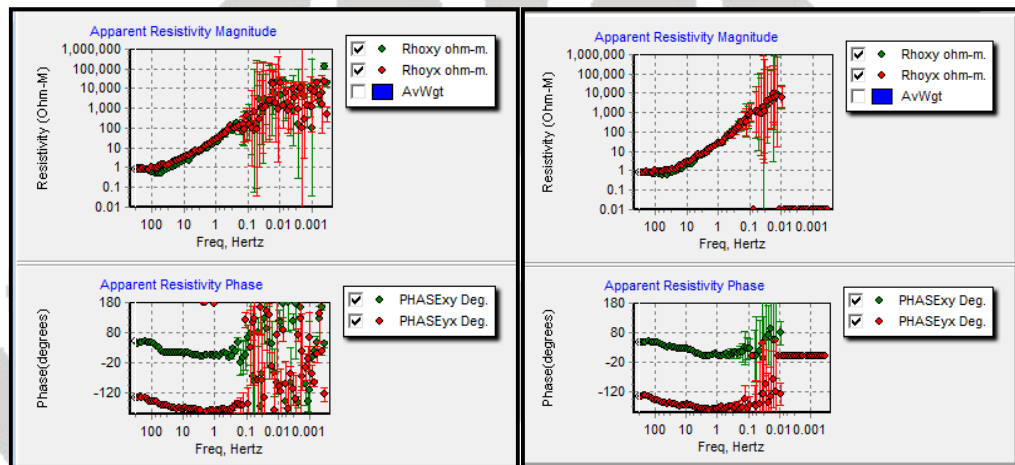 Apparent Resistivity Magnitude
1,000,000
100,000
10,000
1,000
100
10
1
0.1
0.01
Resistivity (Ohm-M)
100 10 1 0.1 0.01 0.001
Freq, Hertz
Rhoxy ohm-m.
Rhoyx ohm-m.
AvWgt
Apparent Resistivity Phase
180
80
-20
-120
Phase(degrees)
100 10 1 0.1 0.01 0.001
Freq, Hertz
PHASExy Deg.
PHASEyx Deg.
Apparent Resistivity Magnitude
1,000,000
100,000
10,000
1,000
100
10
1
0.1
0.01
Resistivity (Ohm-M)
100 10 1 0.1 0.01 0.001
Freq, Hertz
Rhoxy ohm-m.
Rhoyx ohm-m.
AvWgt
Apparent Resistivity Phase
180
80
-20
-120
Phase(degrees)
100 10 1 0.1 0.01 0.001
Freq, Hertz
PHASExy Deg.
PHASEyx Deg.